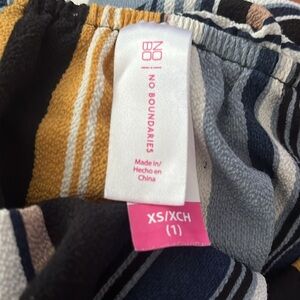 NO
BO
NO BOUNDARIES
Made in/
Hecho en
China
XS/XCH
(1)